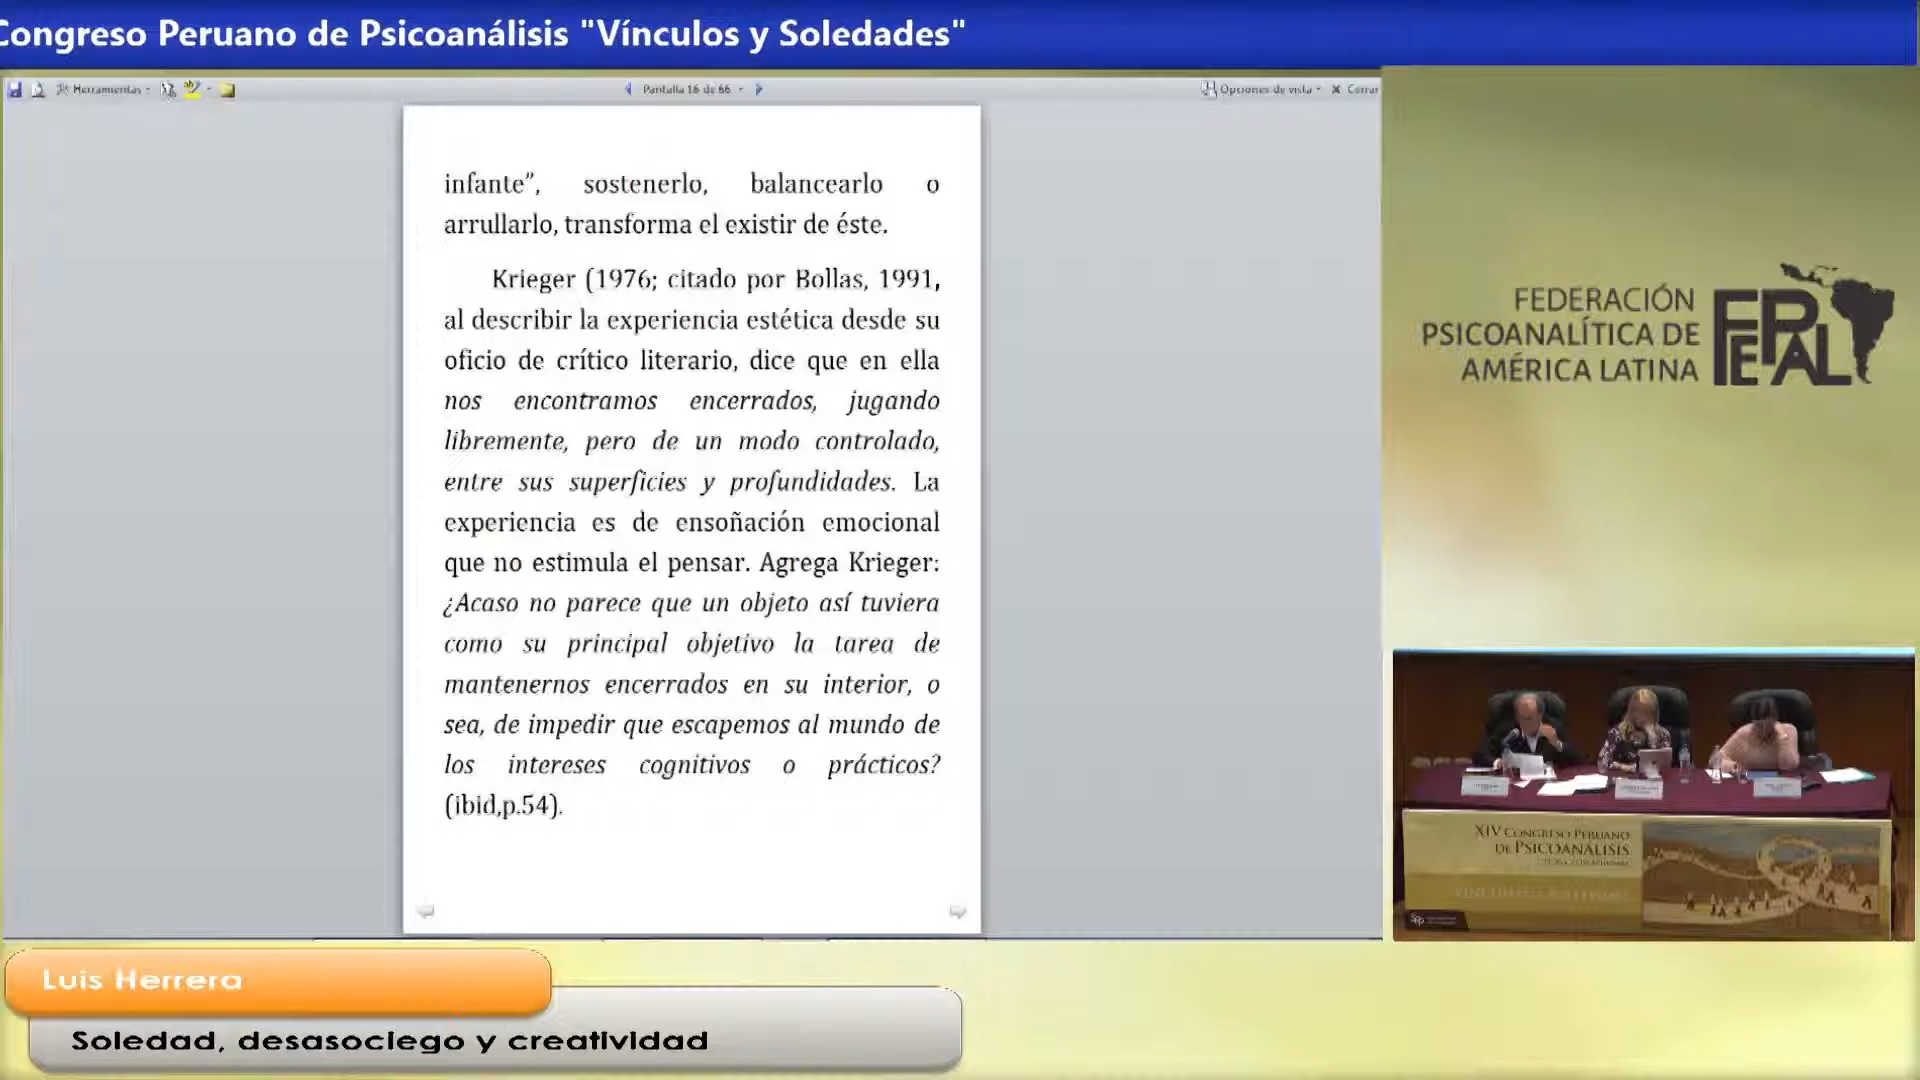 Congreso Peruano de Psicoanálisis "Vínculos y Soledades"
Herramientas
Pantalla 16 de 66
Opciones de vista
Cerrar
infante”, sostenerlo, balancearlo o
arrullarlo, transforma el existir de éste.
Krieger (1976; citado por Bollas, 1991,
al describir la experiencia estética desde su
oficio de crítico literario, dice que en ella
nos encontramos encerrados, jugando
libremente, pero de un modo controlado,
entre sus superficies y profundidades. La
experiencia es de ensoñación emocional
que no estimula el pensar. Agrega Krieger:
¿Acaso no parece que un objeto así tuviera
como su principal objetivo la tarea de
mantenernos encerrados en su interior, o
sea, de impedir que escapemos al mundo de
los intereses cognitivos o prácticos?
(ibid,p.54).
FEDERACIÓN
PSICOANALÍTICA DE
AMÉRICA LATINA
FEPAL
XIV CONGRESO PERUANO
DE PSICOANÁLISIS
Luis Herrera
Soledad, desasociego y creatividad